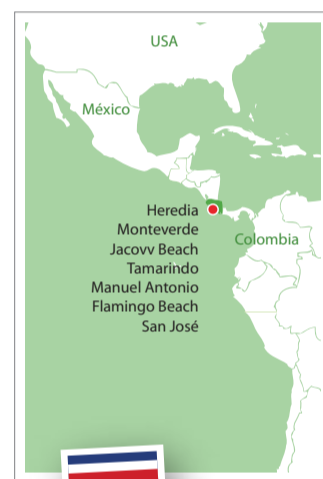 USA
México
Heredia
Monteverde
Jacovv Beach
Colombia
Tamarindo
Manuel Antonio
Flamingo Beach
San José